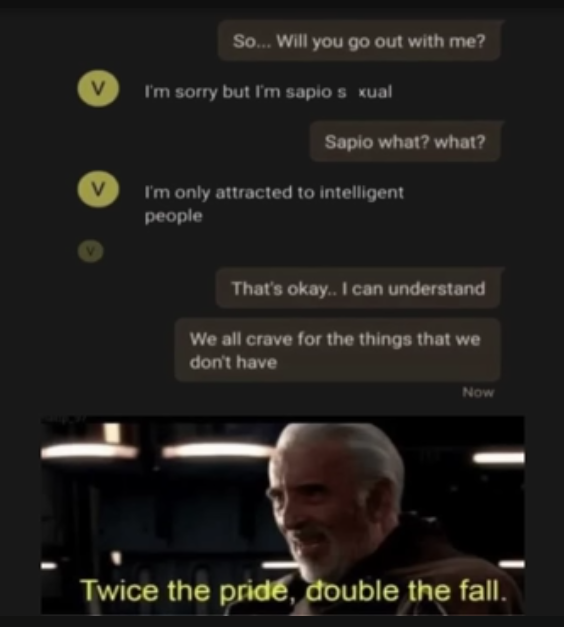 So... Will you go out with me?
V
I'm sorry but I'm sapio s xual
Sapio what? what?
V
I'm only attracted to intelligent
people
V
That's okay.. I can understand
We all crave for the things that we
don't have
Now
Twice the pride, double the fall.